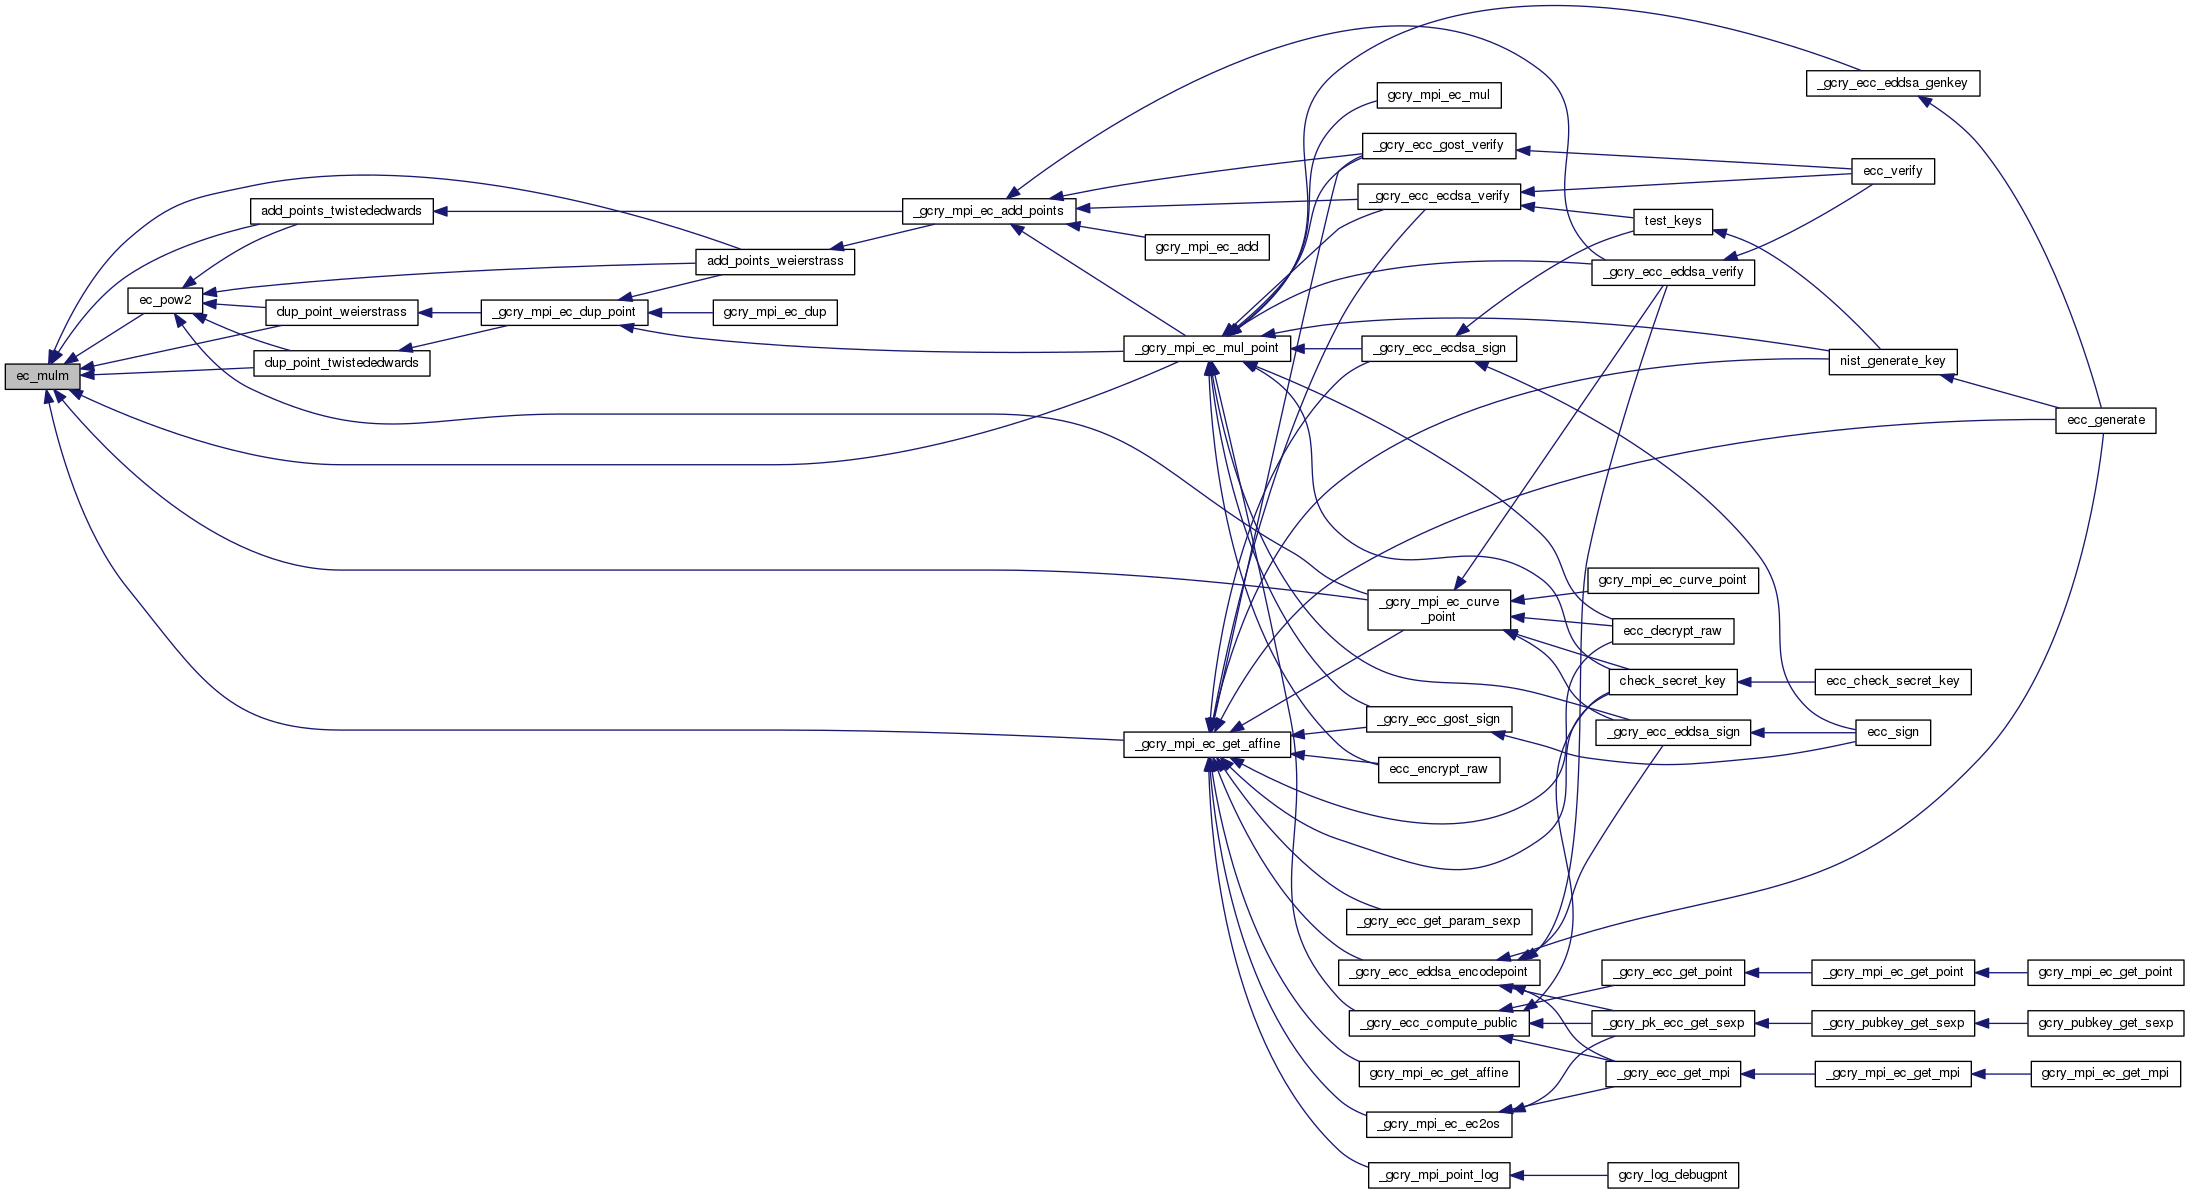 ec_mulm
ec_pow2
add_points_twistededwards
dup_point_weierstrass
dup_point_twistededwards
_gcry_mpi_ec_dup_point
add_points_weierstrass
gcry_mpi_ec_dup
_gcry_mpi_ec_add_points
gcry_mpi_ec_add
_gcry_mpi_ec_mul_point
_gcry_mpi_ec_get_affine
gcry_mpi_ec_mul
_gcry_ecc_gost_verify
_gcry_ecc_ecdsa_verify
_gcry_ecc_ecdsa_sign
_gcry_mpi_ec_curve
_point
_gcry_ecc_gost_sign
ecc_encrypt_raw
_gcry_ecc_get_param_sexp
_gcry_ecc_eddsa_encodepoint
_gcry_ecc_compute_public
gcry_mpi_ec_get_affine
_gcry_mpi_ec_ec2os
_gcry_mpi_point_log
test_keys
_gcry_ecc_eddsa_verify
gcry_mpi_ec_curve_point
ecc_decrypt_raw
check_secret_key
_gcry_ecc_eddsa_sign
_gcry_ecc_get_point
_gcry_pk_ecc_get_sexp
_gcry_ecc_get_mpi
gcry_log_debugpnt
_gcry_ecc_eddsa_genkey
ecc_verify
nist_generate_key
ecc_check_secret_key
ecc_sign
_gcry_mpi_ec_get_point
_gcry_pubkey_get_sexp
_gcry_mpi_ec_get_mpi
ecc_generate
gcry_mpi_ec_get_point
gcry_pubkey_get_sexp
gcry_mpi_ec_get_mpi